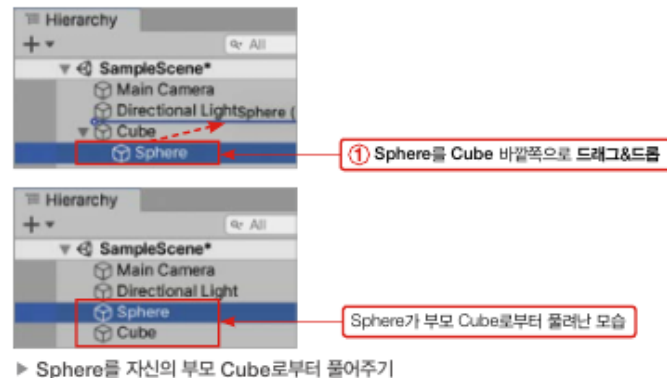 Hierarchy
All
SampleScene*
Main Camera
Directional Light
Sphere (
Cube
Sphere
① Sphere를 Cube 바깥쪽으로 드래그&드롭
Hierarchy
All
SampleScene*
Main Camera
Directional Light
Sphere
Cube
Sphere가 부모 Cube로부터 풀려난 모습
▶ Sphere를 자신의 부모 Cube로부터 풀어주기